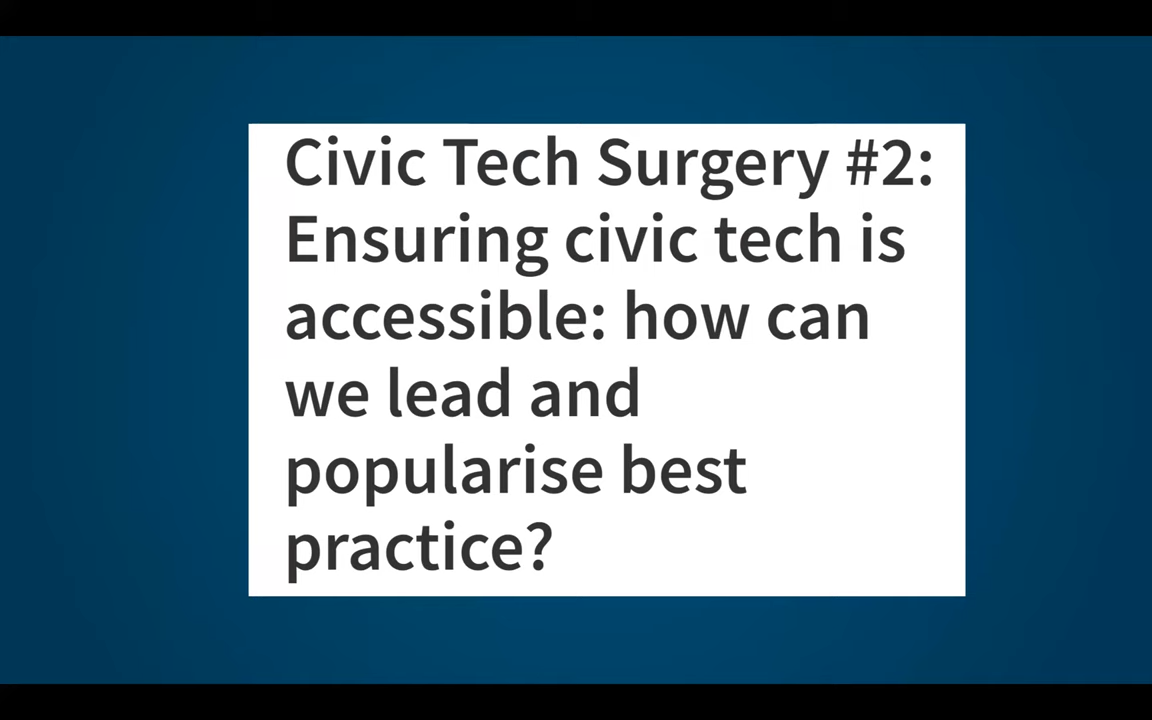 Civic Tech Surgery #2:
Ensuring civic tech is
accessible: how can
we lead and
popularise best
practice?